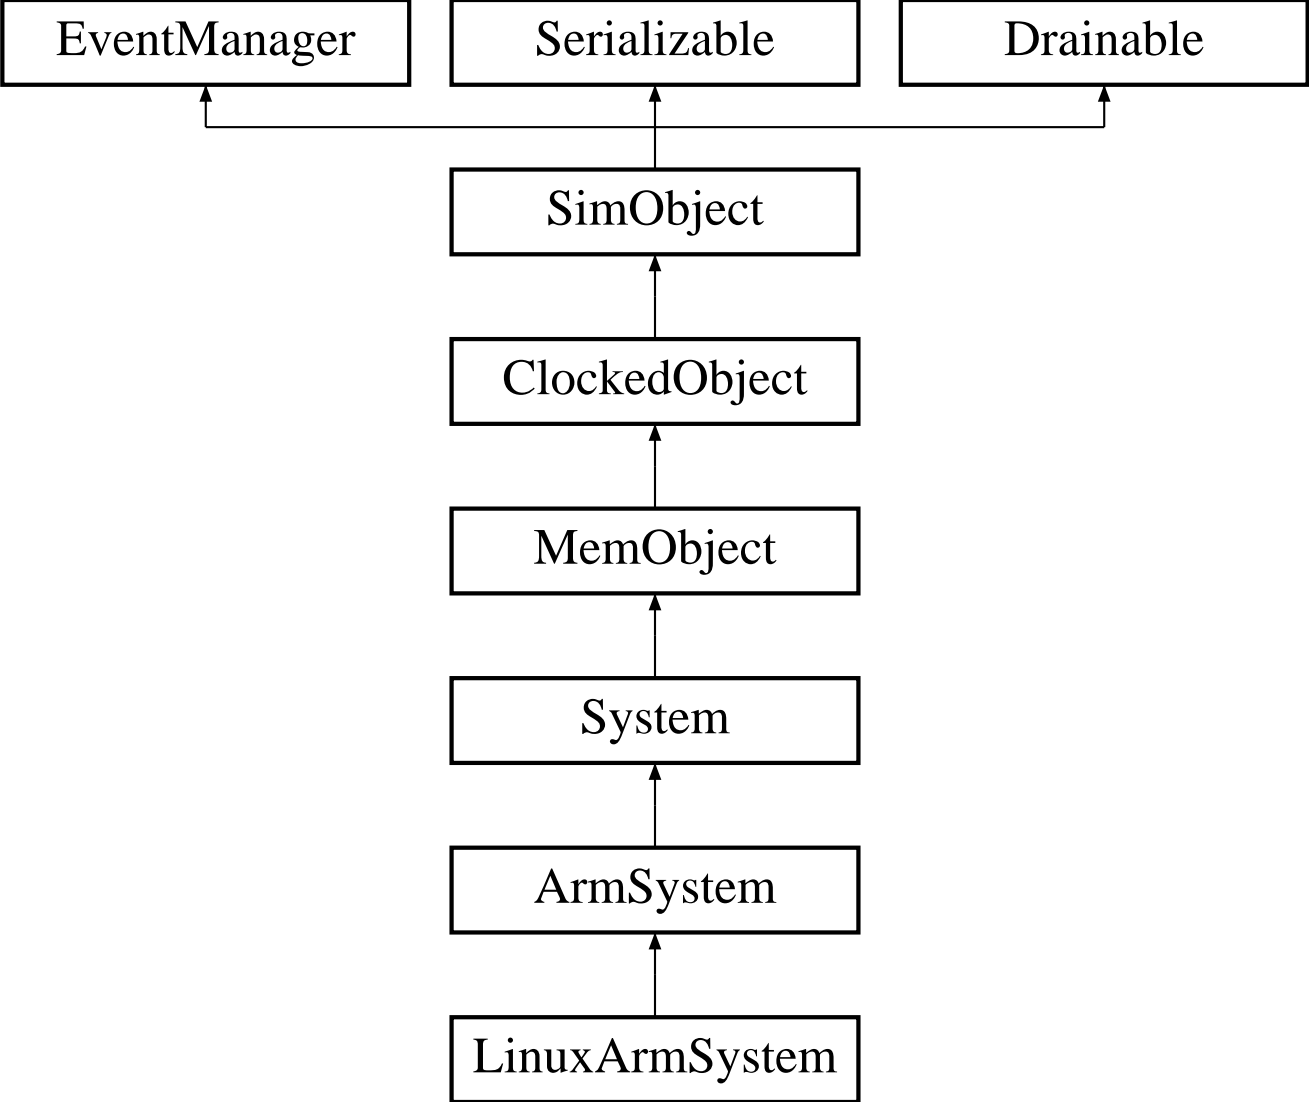 EventManager
Serializable
Drainable
SimObject
ClockedObject
MemObject
System
ArmSystem
LinuxArmSystem